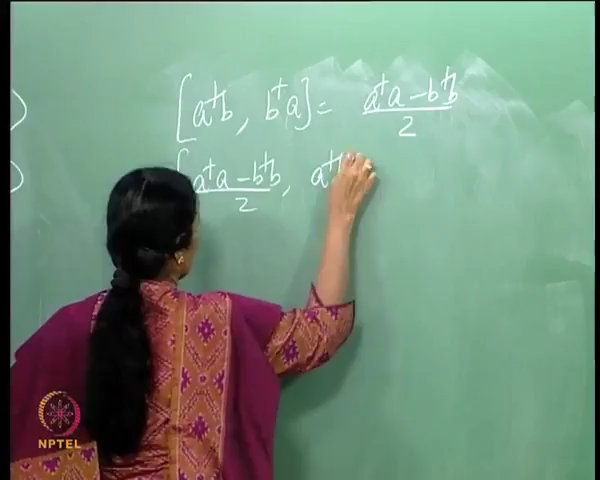 )
[a†b, b†a] = (a†a - b†b)/2
)
[(a†a - b†b)/2, a†
NPTEL